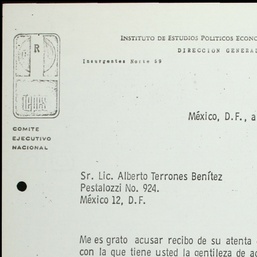 INSTITUTO DE ESTUDIOS POLITICOS ECONO
DIRECCION GENERAL
Insurgentes Norte 59
R
COMITE
EJECUTIVO
NACIONAL
México, D.F., a
Sr. Lic. Alberto Terrones Benítez
Pestalozzi No. 924.
México 12, D.F.
Me es grato acusar recibo de su atenta
con la que tiene usted la gentileza de ac